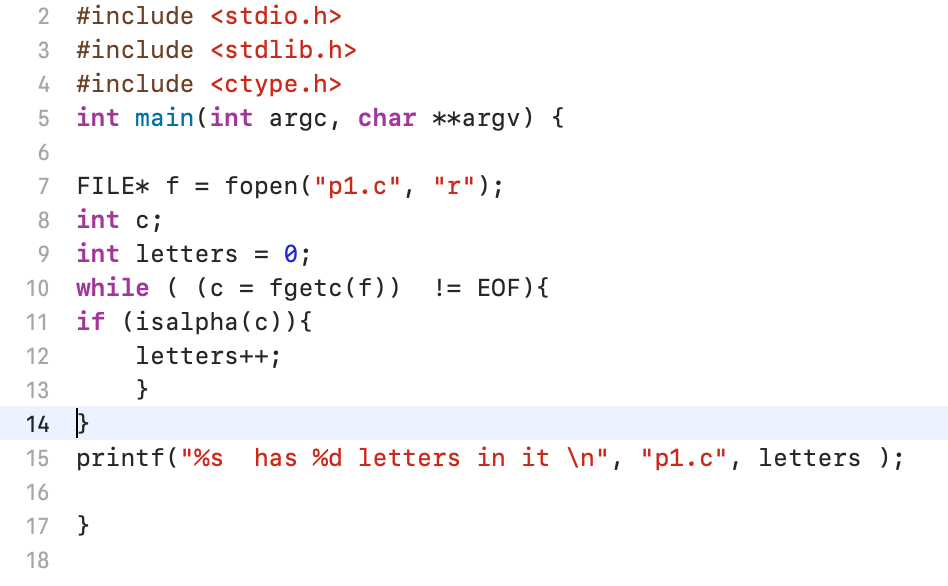 2 #include <stdio.h>
3 #include <stdlib.h>
4 #include <ctype.h>
5 int main(int argc, char **argv) {
6
7 FILE* f = fopen("p1.c", "r");
8 int c;
9 int letters = 0;
10 while ( (c = fgetc(f))  != EOF){
11 if (isalpha(c)){
12     letters++;
13     }
14 }
15 printf("%s  has %d letters in it \n", "p1.c", letters );
16
17 }
18